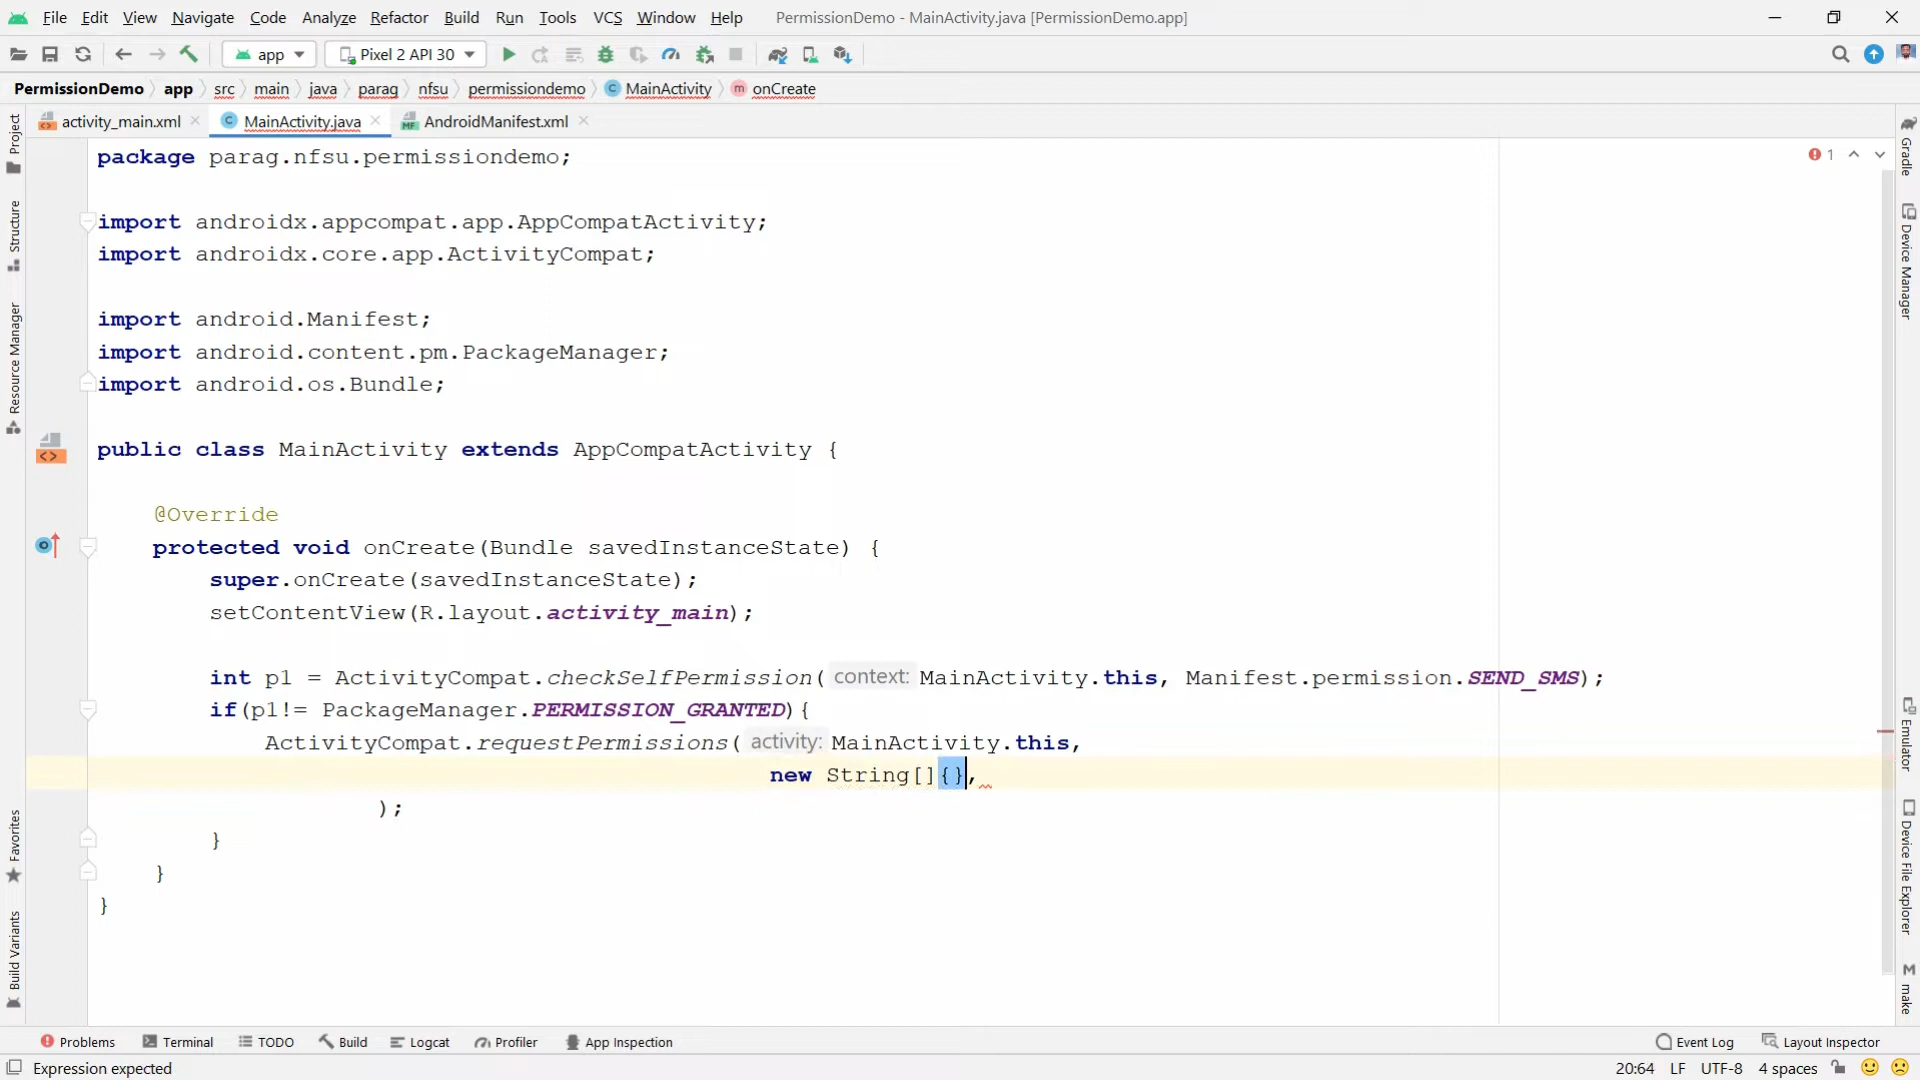 File Edit View Navigate Code Analyze Refactor Build Run Tools VCS Window Help PermissionDemo - MainActivity.java [PermissionDemo.app]
app Pixel 2 API 30
PermissionDemo app src main java parag nfsu permissiondemo C MainActivity m onCreate
activity_main.xml C MainActivity.java MF AndroidManifest.xml
package parag.nfsu.permissiondemo;
1
import androidx.appcompat.app.AppCompatActivity;
import androidx.core.app.ActivityCompat;
import android.Manifest;
import android.content.pm.PackageManager;
import android.os.Bundle;
public class MainActivity extends AppCompatActivity {
@Override
protected void onCreate(Bundle savedInstanceState) {
super.onCreate(savedInstanceState);
setContentView(R.layout.activity_main);
int p1 = ActivityCompat.checkSelfPermission( context: MainActivity.this, Manifest.permission.SEND_SMS);
if(p1!= PackageManager.PERMISSION_GRANTED){
ActivityCompat.requestPermissions( activity: MainActivity.this,
new String[]{},
);
}
}
}
Project
Structure
Resource Manager
Favorites
Build Variants
Gradle
Device Manager
Emulator
Device File Explorer
M make
Problems Terminal TODO Build Logcat Profiler App Inspection Event Log Layout Inspector
Expression expected 20:64 LF UTF-8 4 spaces